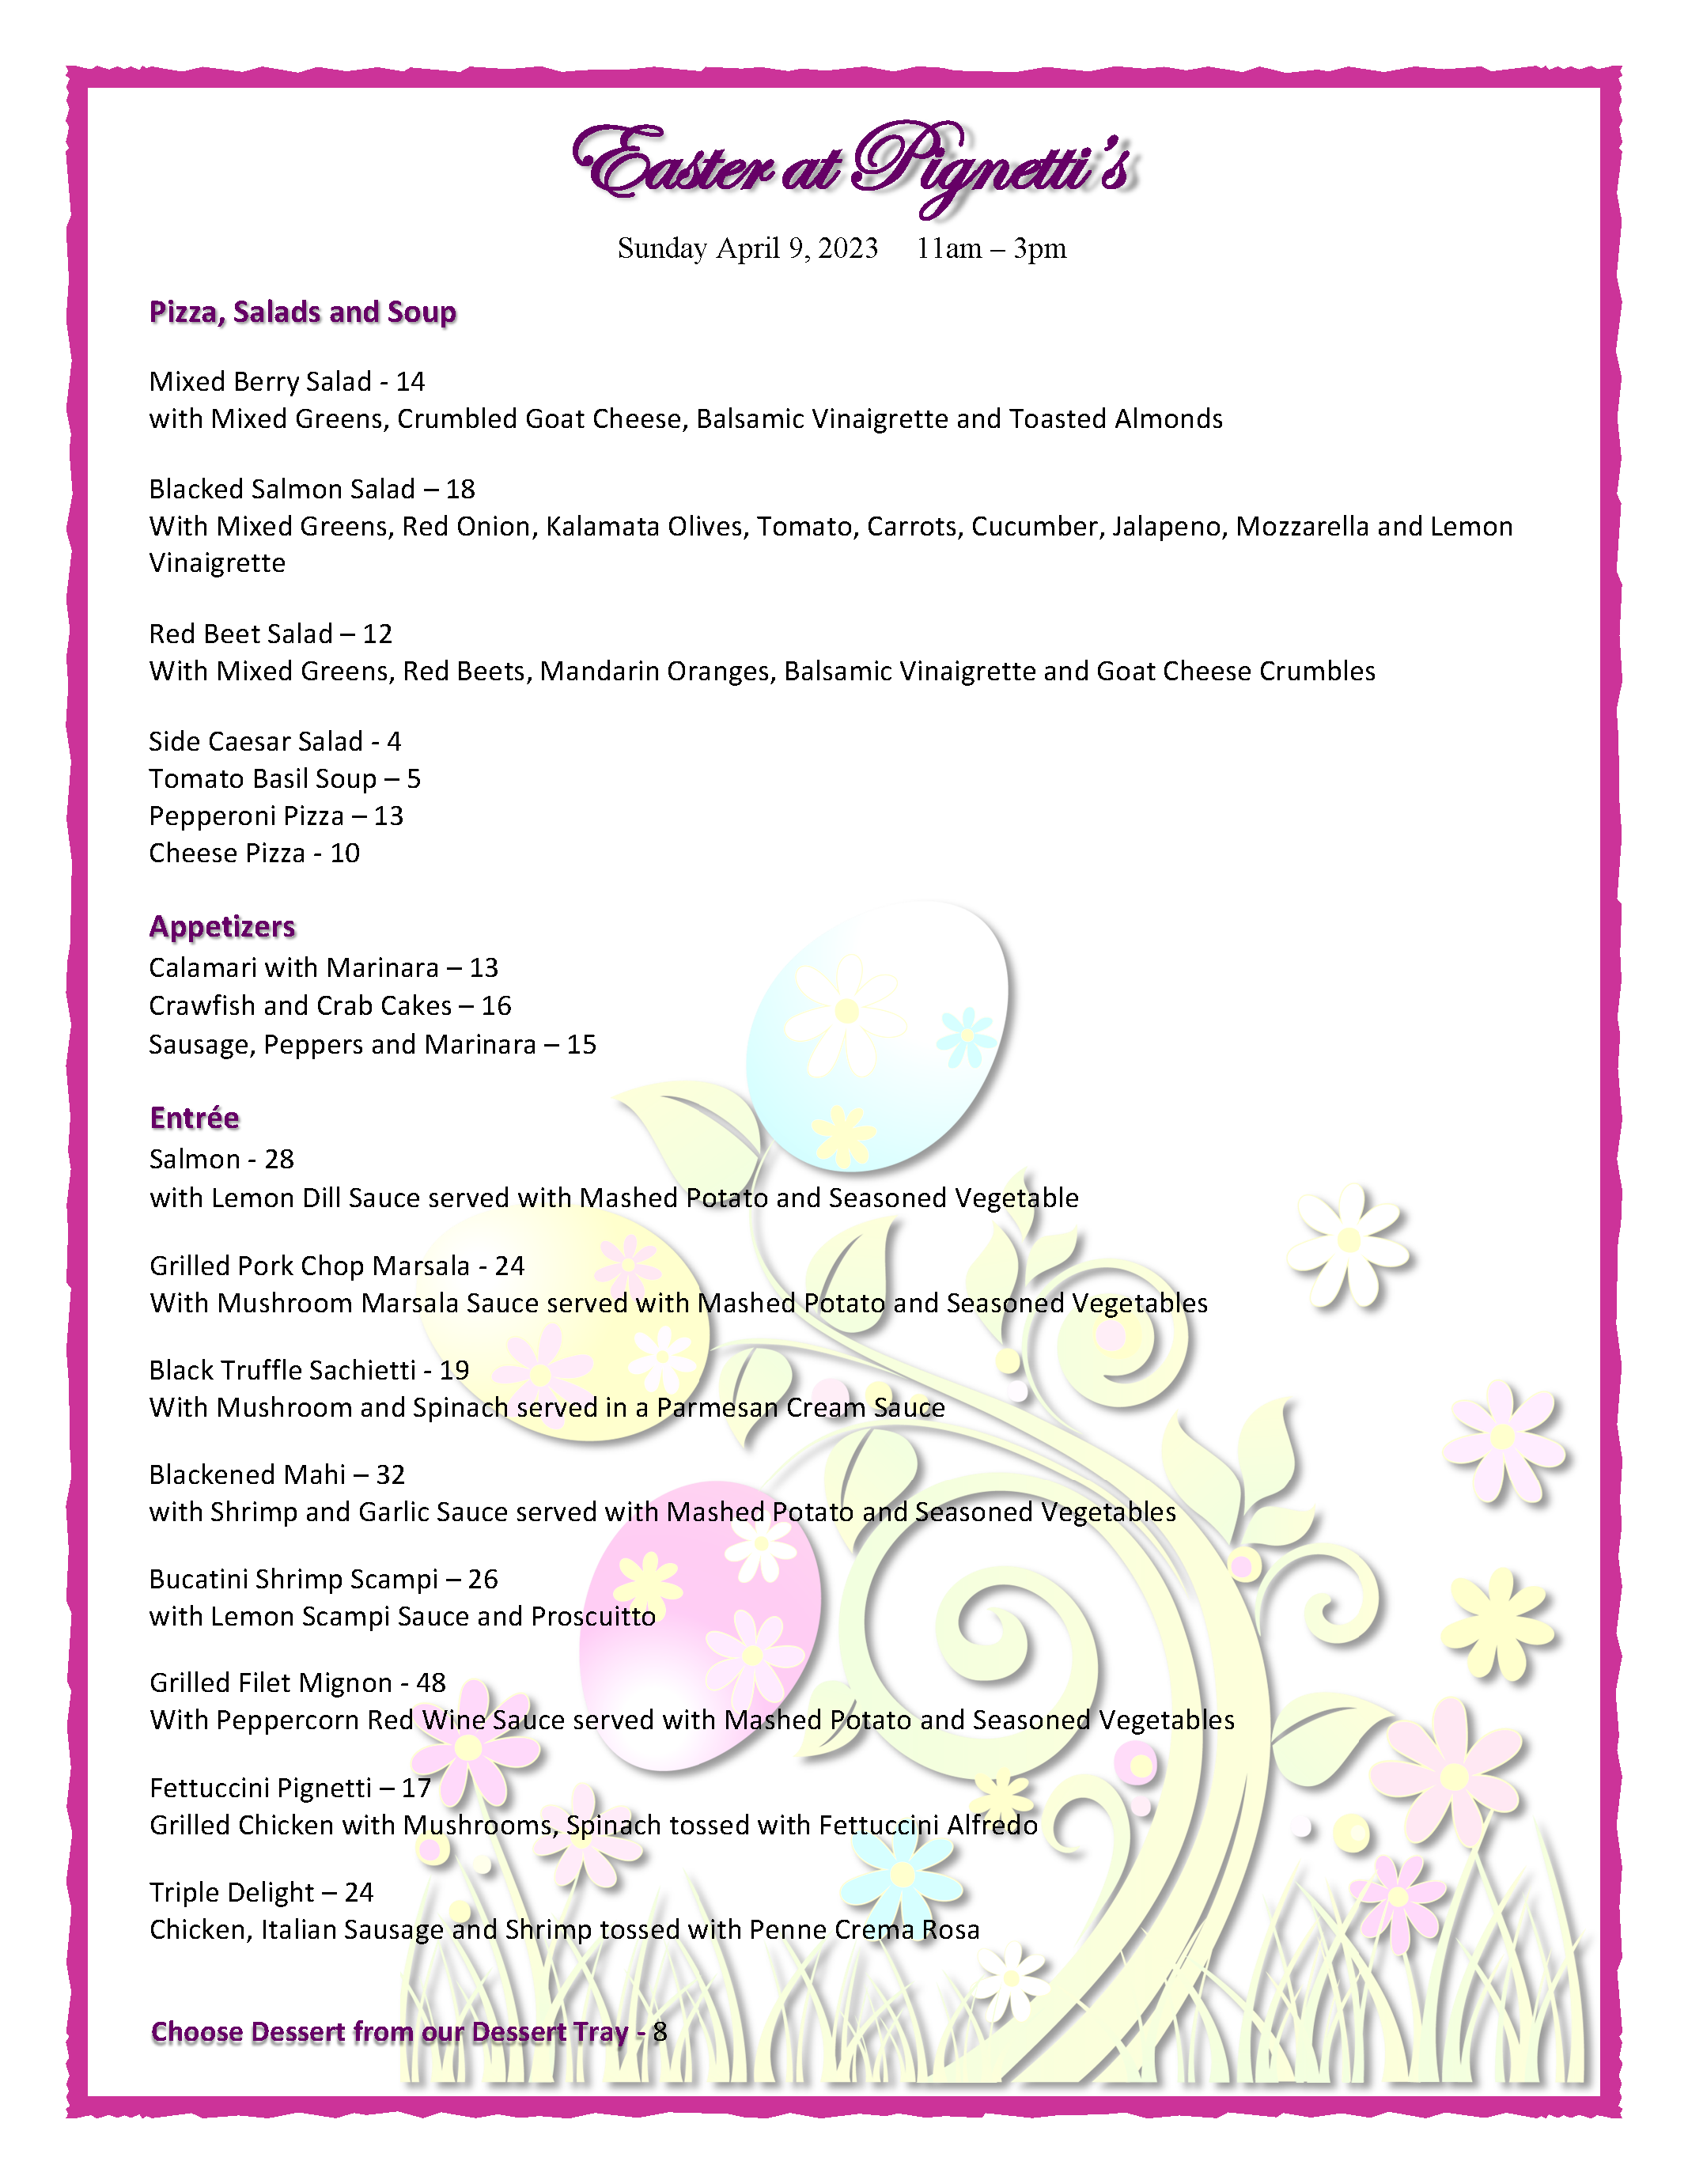 Easter at Pignetti's
Sunday April 9, 2023 11am – 3pm
Pizza, Salads and Soup
Mixed Berry Salad - 14
with Mixed Greens, Crumbled Goat Cheese, Balsamic Vinaigrette and Toasted Almonds
Blacked Salmon Salad – 18
With Mixed Greens, Red Onion, Kalamata Olives, Tomato, Carrots, Cucumber, Jalapeno, Mozzarella and Lemon
Vinaigrette
Red Beet Salad – 12
With Mixed Greens, Red Beets, Mandarin Oranges, Balsamic Vinaigrette and Goat Cheese Crumbles
Side Caesar Salad - 4
Tomato Basil Soup – 5
Pepperoni Pizza – 13
Cheese Pizza - 10
Appetizers
Calamari with Marinara – 13
Crawfish and Crab Cakes – 16
Sausage, Peppers and Marinara – 15
Entrée
Salmon - 28
with Lemon Dill Sauce served with Mashed Potato and Seasoned Vegetable
Grilled Pork Chop Marsala - 24
With Mushroom Marsala Sauce served with Mashed Potato and Seasoned Vegetables
Black Truffle Sachietti - 19
With Mushroom and Spinach served in a Parmesan Cream Sauce
Blackened Mahi – 32
with Shrimp and Garlic Sauce served with Mashed Potato and Seasoned Vegetables
Bucatini Shrimp Scampi – 26
with Lemon Scampi Sauce and Proscuitto
Grilled Filet Mignon - 48
With Peppercorn Red Wine Sauce served with Mashed Potato and Seasoned Vegetables
Fettuccini Pignetti – 17
Grilled Chicken with Mushrooms, Spinach tossed with Fettuccini Alfredo
Triple Delight – 24
Chicken, Italian Sausage and Shrimp tossed with Penne Crema Rosa
Choose Dessert from our Dessert Tray - 8